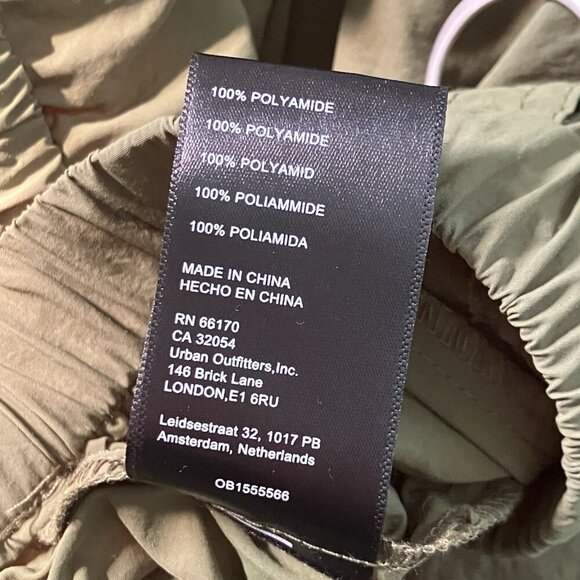 100% POLYAMIDE
100% POLYAMIDE
100% POLYAMID
100% POLIAMMIDE
100% POLIAMIDA
MADE IN CHINA
HECHO EN CHINA
RN 66170
CA 32054
Urban Outfitters,Inc.
146 Brick Lane
LONDON,E1 6RU
Leidsestraat 32, 1017 PB
Amsterdam, Netherlands
OB1555566